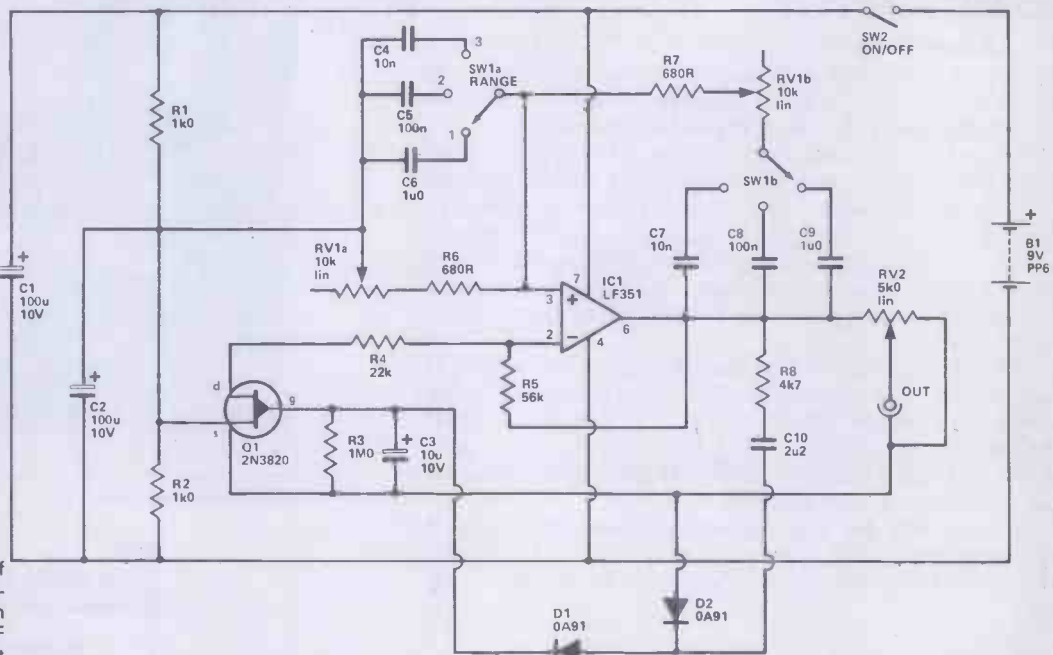 C4
10n
3
SW1a
RANGE
2
C5
100n
1
C6
1u0
R7
680R
RV1b
10k
lin
SW2
ON/OFF
R1
1k0
SW1b
C7
10n
C8
100n
C9
1u0
B1
9V
PP6
+
RV1a
10k
lin
R6
680R
7
IC1
LF351
3
+
6
2
−
4
RV2
5k0
lin
+
C1
100u
10V
R4
22k
R5
56k
R8
4k7
OUT
+
C2
100u
10V
d
g
s
Q1
2N3820
R3
1M0
+
C3
10u
10V
C10
2u2
R2
1k0
D1
0A91
D2
0A91